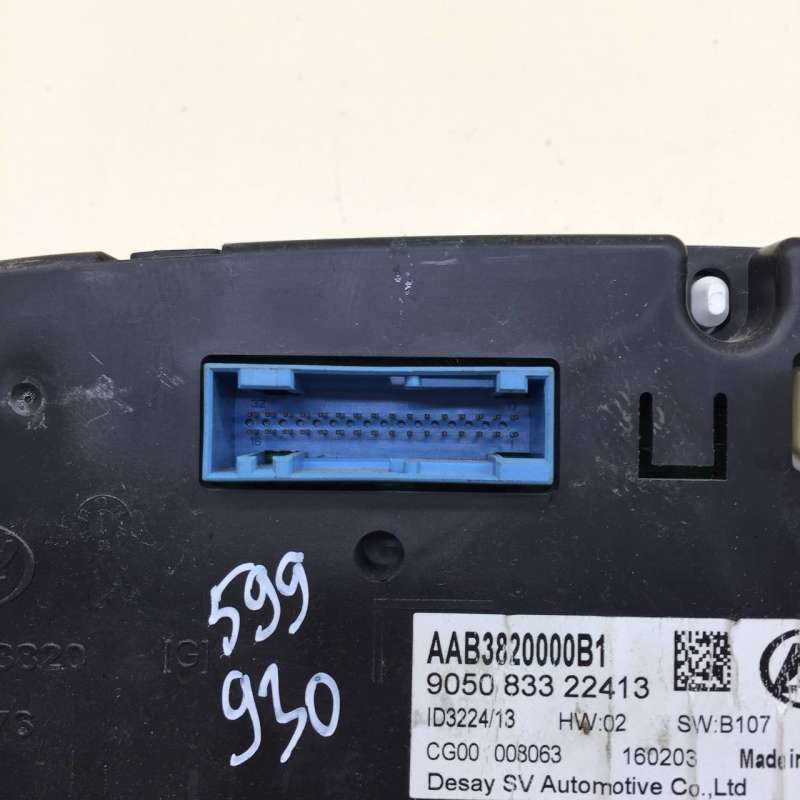 599
930
3820
[G]
76
AAB3820000B1
9050 833 22413
ID3224/13 HW:02 SW:B107
CG00 008063 160203 Made in
Desay SV Automotive Co.,Ltd